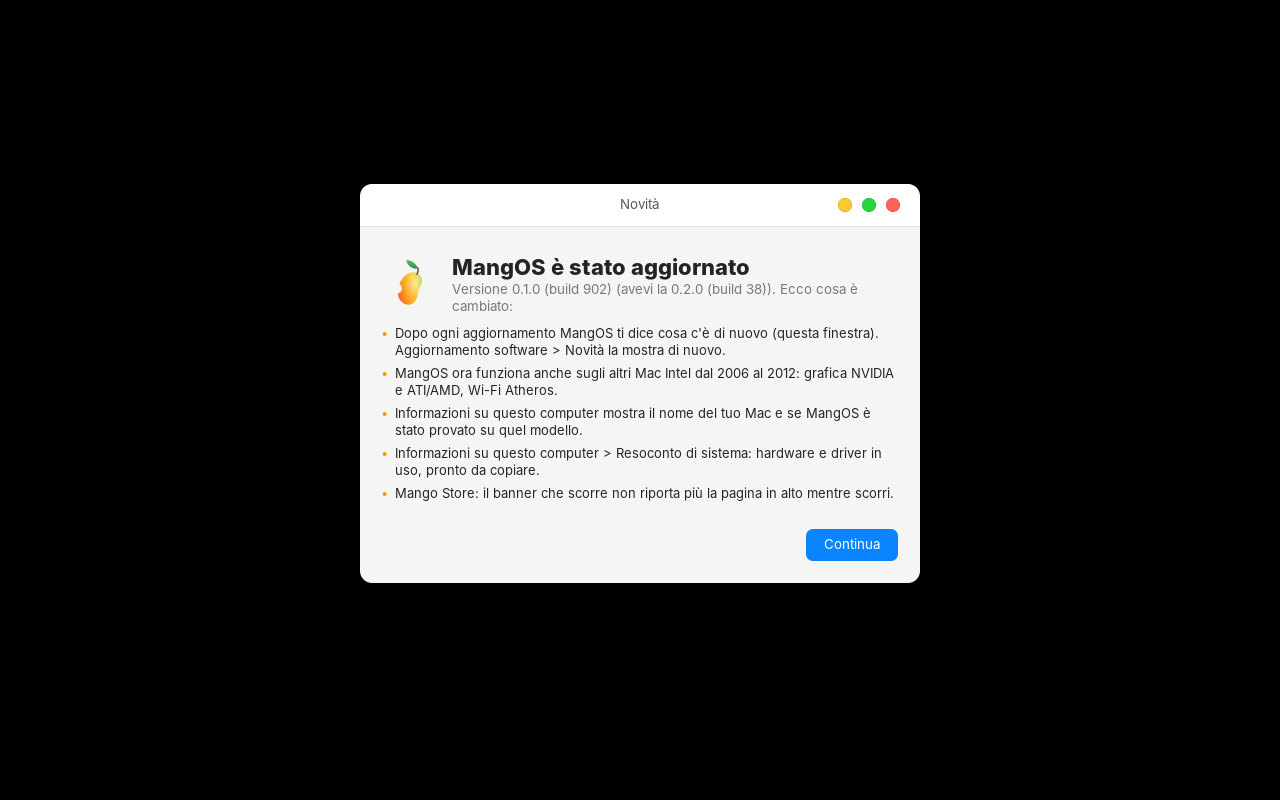 Novità
MangOS è stato aggiornato
Versione 0.1.0 (build 902) (avevi la 0.2.0 (build 38)). Ecco cosa è
cambiato:
• Dopo ogni aggiornamento MangOS ti dice cosa c'è di nuovo (questa finestra).
Aggiornamento software > Novità la mostra di nuovo.
• MangOS ora funziona anche sugli altri Mac Intel dal 2006 al 2012: grafica NVIDIA
e ATI/AMD, Wi-Fi Atheros.
• Informazioni su questo computer mostra il nome del tuo Mac e se MangOS è
stato provato su quel modello.
• Informazioni su questo computer > Resoconto di sistema: hardware e driver in
uso, pronto da copiare.
• Mango Store: il banner che scorre non riporta più la pagina in alto mentre scorri.
Continua